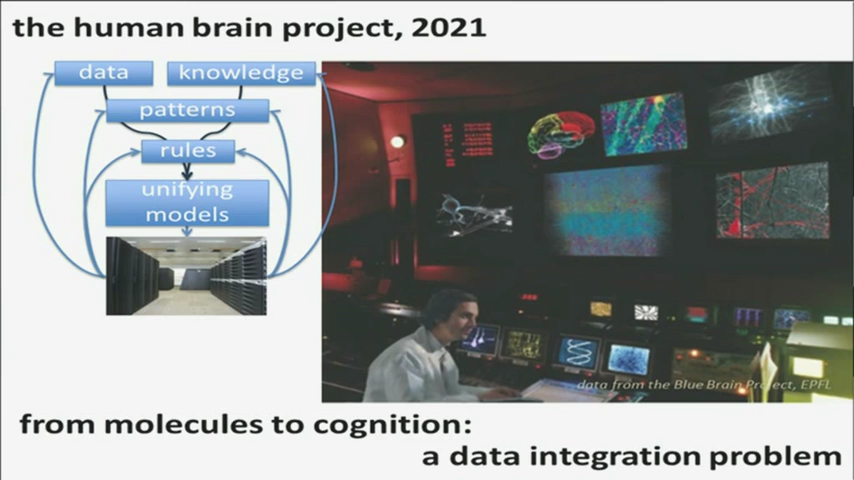 the human brain project, 2021
data
knowledge
patterns
rules
unifying
models
data from the Blue Brain Project, EPFL
from molecules to cognition:
a data integration problem